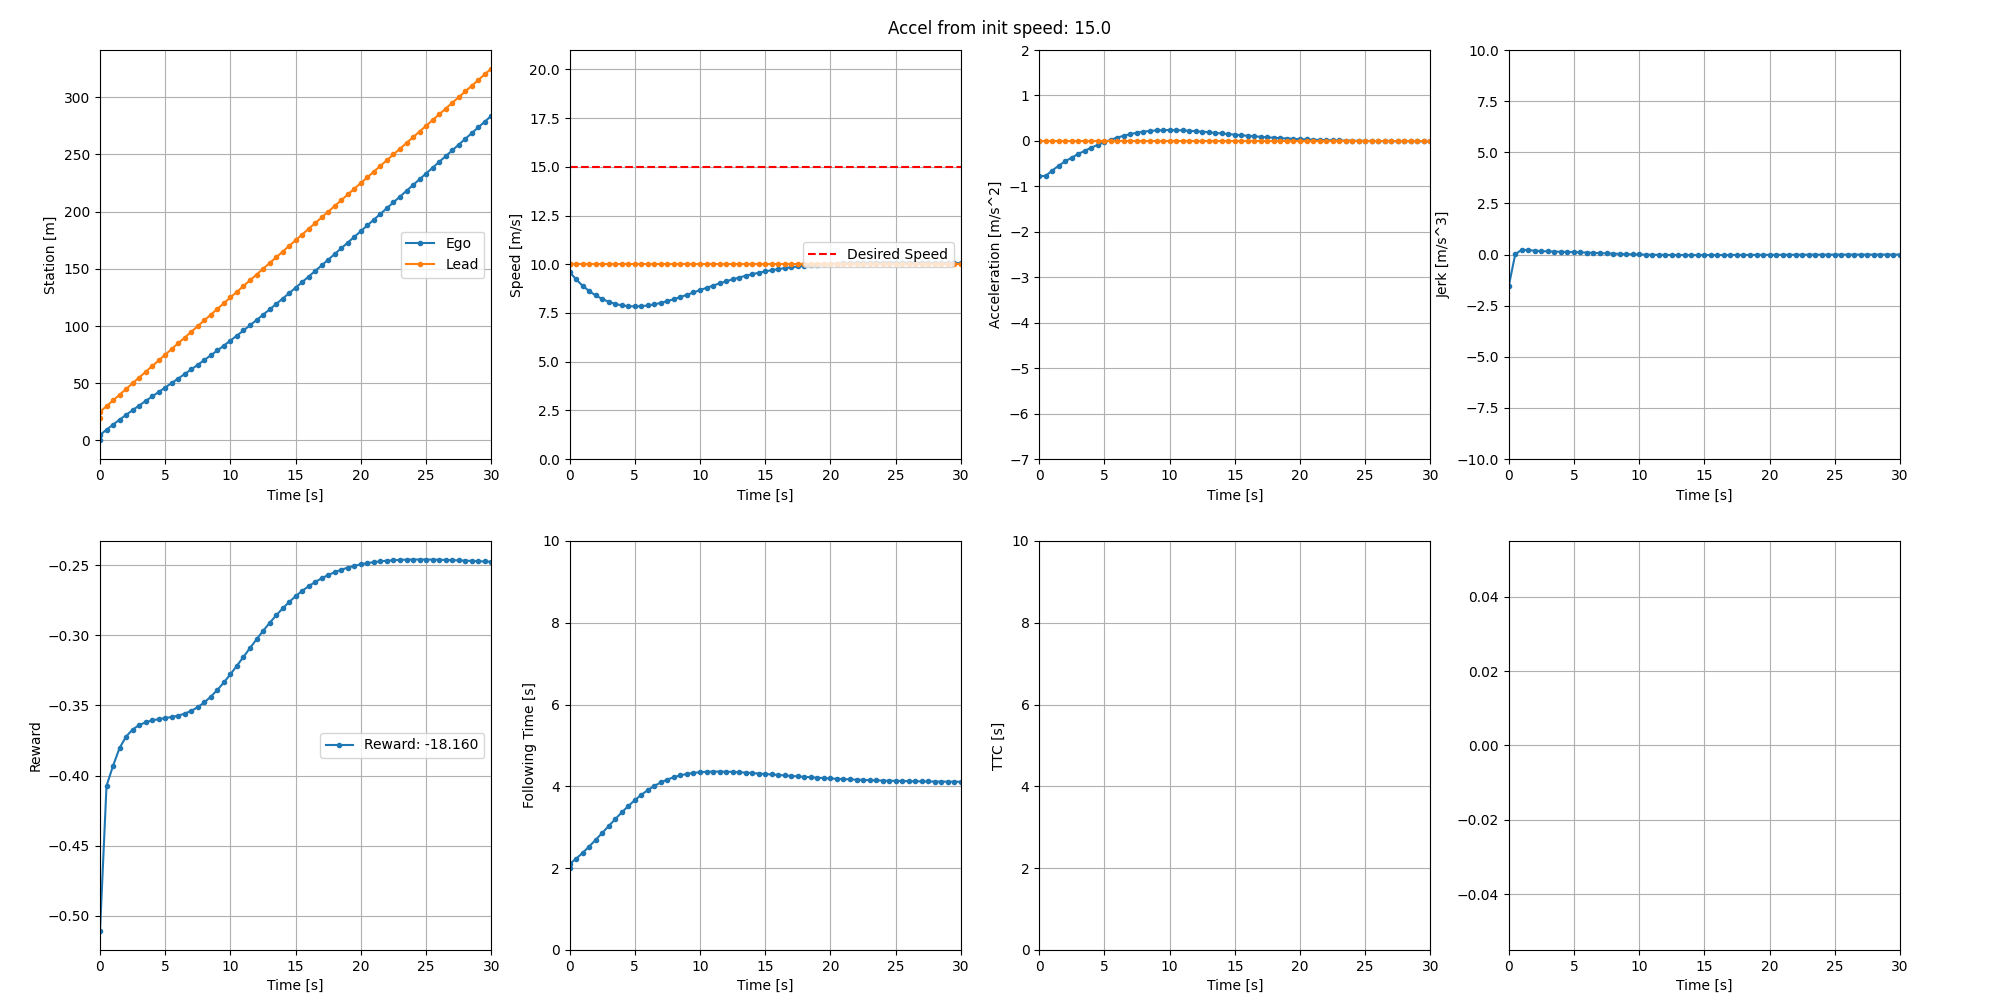 Accel from init speed: 15.0
Station [m]
300
250
200
150
100
50
0
0 5 10 15 20 25 30
Time [s]
Ego
Lead
Speed [m/s]
20.0
17.5
15.0
12.5
10.0
7.5
5.0
2.5
0.0
0 5 10 15 20 25 30
Time [s]
Desired Speed
Acceleration [m/s^2]
2
1
0
−1
−2
−3
−4
−5
−6
−7
0 5 10 15 20 25 30
Time [s]
Jerk [m/s^3]
10.0
7.5
5.0
2.5
0.0
−2.5
−5.0
−7.5
−10.0
0 5 10 15 20 25 30
Time [s]
Reward
−0.25
−0.30
−0.35
−0.40
−0.45
−0.50
0 5 10 15 20 25 30
Time [s]
Reward: -18.160
Following Time [s]
10
8
6
4
2
0
0 5 10 15 20 25 30
Time [s]
TTC [s]
10
8
6
4
2
0
0 5 10 15 20 25 30
Time [s]
0.04
0.02
0.00
−0.02
−0.04
0 5 10 15 20 25 30
Time [s]